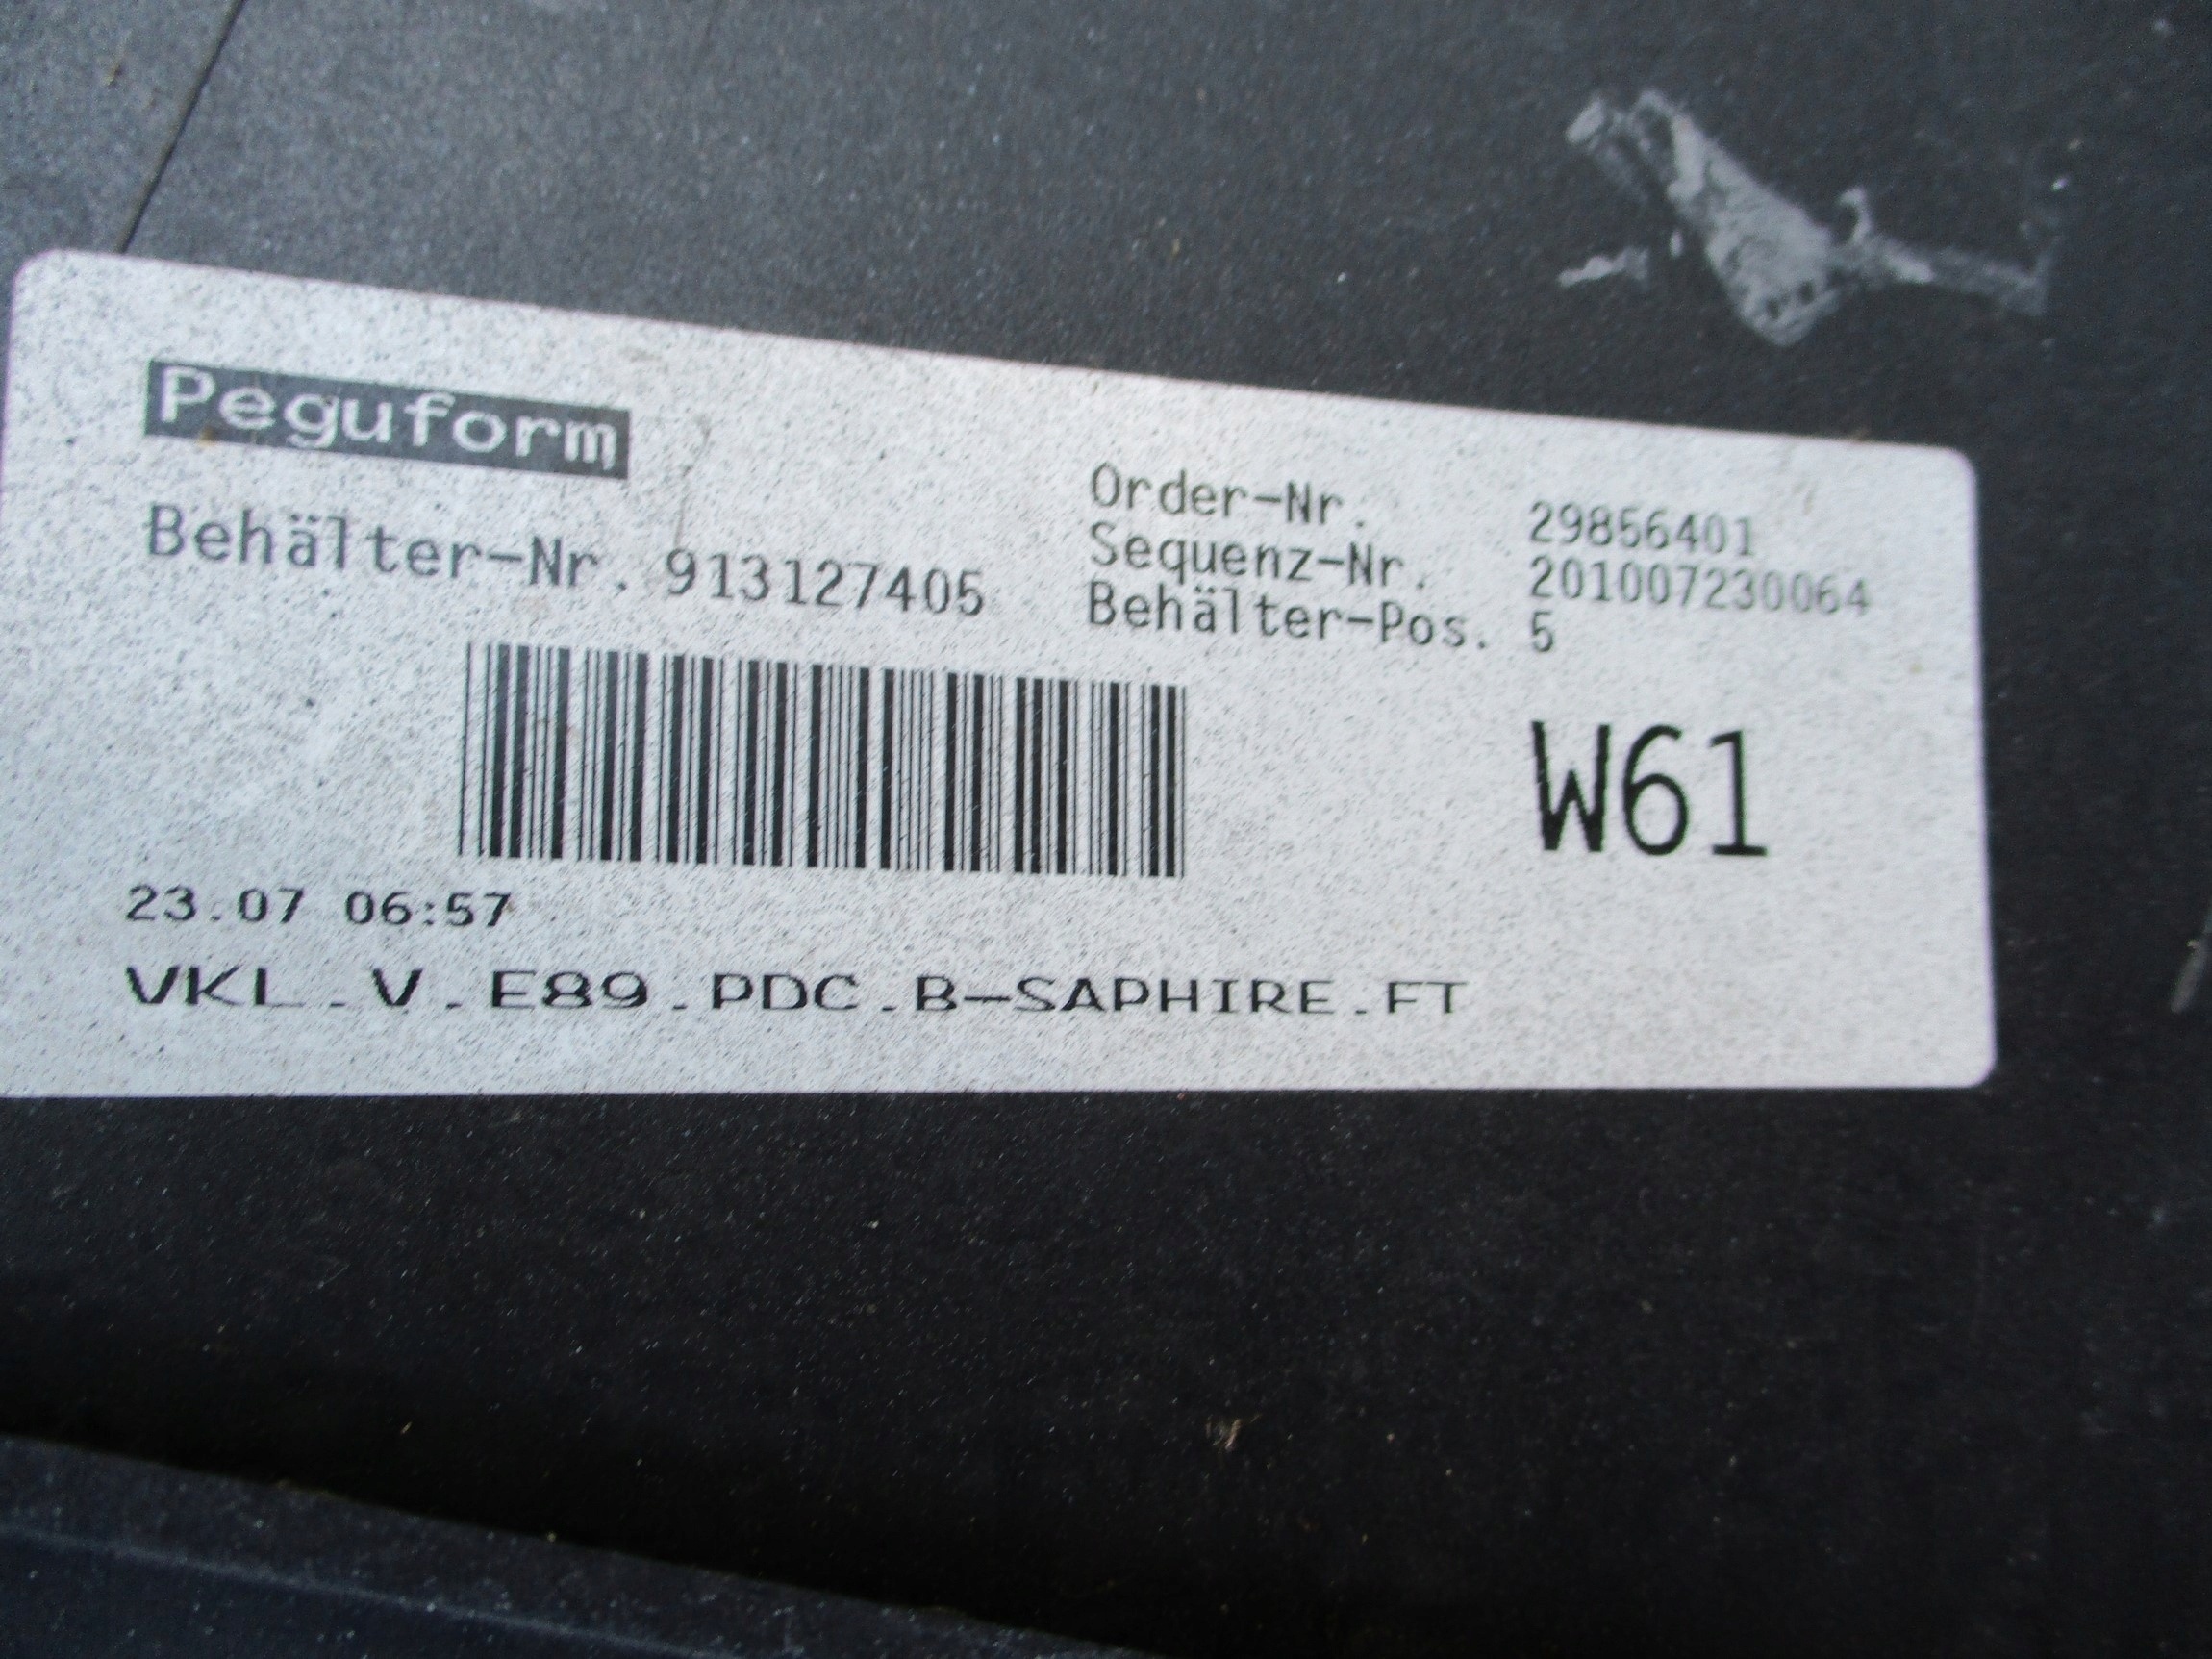 Peguform
Behälter-Nr. 913127405
Order-Nr. 29856401
Sequenz-Nr. 201007230064
Behälter-Pos. 5
W61
23.07 06:57
VKL.V.E89.PDC.B-SAPHIRE.FT